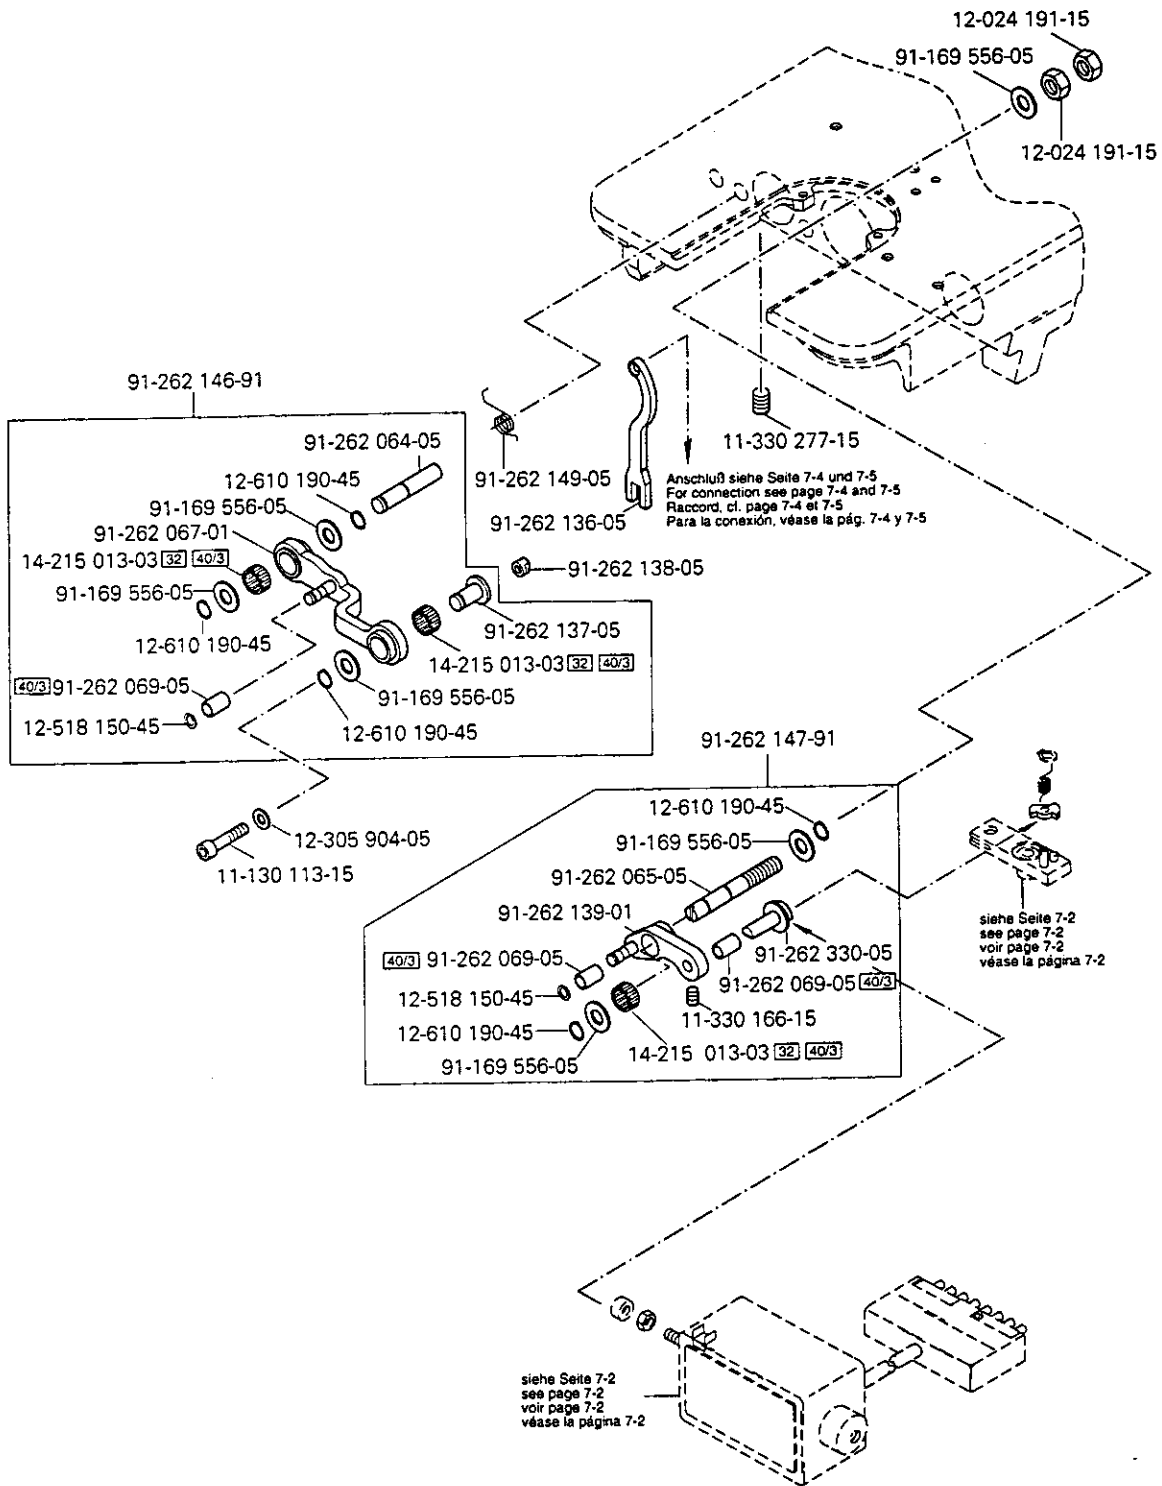 12-024 191-15
91-169 556-05
12-024 191-15
91-262 146-91
91-262 064-05
12-610 190-45
91-169 556-05
91-262 067-01
14-215 013-03 32 40/3
91-169 556-05
12-610 190-45
40/3 91-262 069-05
12-518 150-45
91-262 149-05
91-262 136-05
11-330 277-15
Anschluß siehe Seite 7-4 und 7-5
For connection see page 7-4 and 7-5
Raccord, cf. page 7-4 et 7-5
Para la conexión, véase la pág. 7-4 y 7-5
91-262 138-05
91-262 137-05
14-215 013-03 32 40/3
91-169 556-05
12-610 190-45
12-305 904-05
11-130 113-15
91-262 147-91
12-610 190-45
91-169 556-05
91-262 065-05
91-262 139-01
40/3 91-262 069-05
12-518 150-45
12-610 190-45
91-169 556-05
91-262 330-05
91-262 069-05 40/3
11-330 166-15
14-215 013-03 32 40/3
siehe Seite 7-2
see page 7-2
voir page 7-2
véase la página 7-2
siehe Seite 7-2
see page 7-2
voir page 7-2
véase la página 7-2